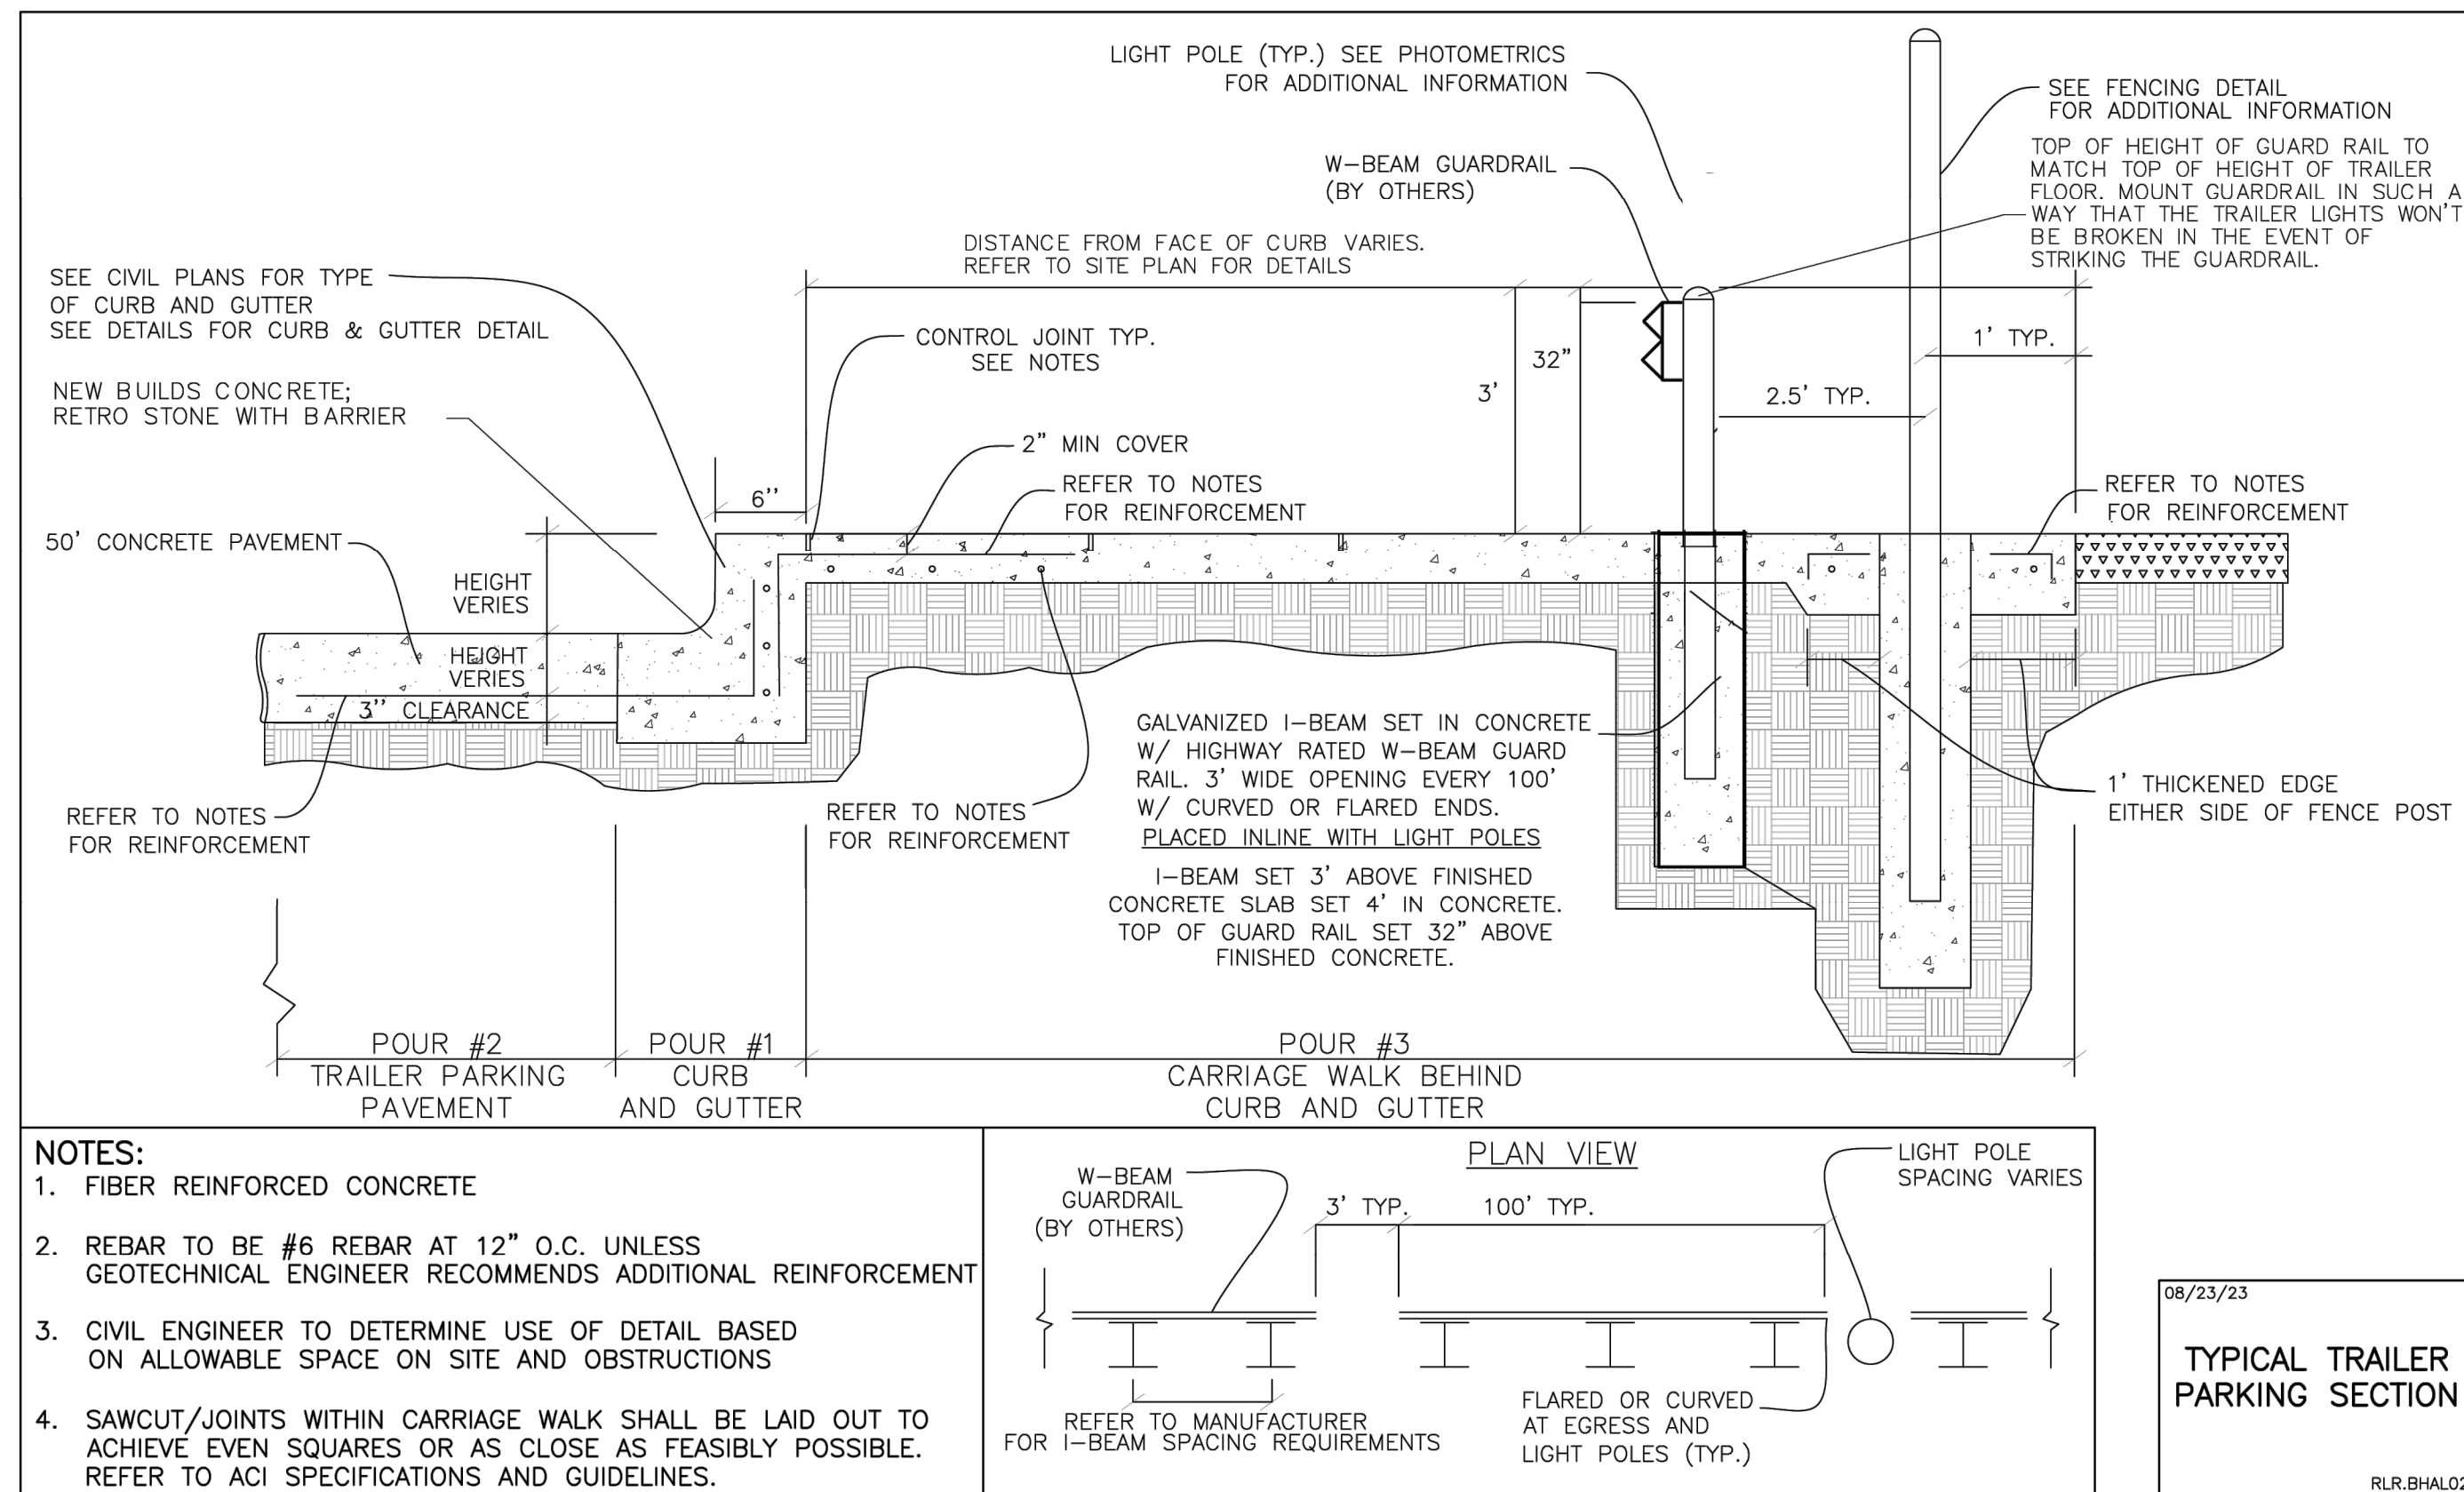 LIGHT POLE (TYP.) SEE PHOTOMETRICS
FOR ADDITIONAL INFORMATION
SEE FENCING DETAIL
FOR ADDITIONAL INFORMATION
W-BEAM GUARDRAIL
(BY OTHERS)
TOP OF HEIGHT OF GUARD RAIL TO
MATCH TOP OF HEIGHT OF TRAILER
FLOOR. MOUNT GUARDRAIL IN SUCH A
WAY THAT THE TRAILER LIGHTS WON'T
BE BROKEN IN THE EVENT OF
STRIKING THE GUARDRAIL.
DISTANCE FROM FACE OF CURB VARIES.
REFER TO SITE PLAN FOR DETAILS
SEE CIVIL PLANS FOR TYPE
OF CURB AND GUTTER
SEE DETAILS FOR CURB & GUTTER DETAIL
CONTROL JOINT TYP.
SEE NOTES
32"
3'
1' TYP.
2.5' TYP.
NEW BUILDS CONCRETE;
RETRO STONE WITH BARRIER
2" MIN COVER
REFER TO NOTES
FOR REINFORCEMENT
6''
REFER TO NOTES
FOR REINFORCEMENT
50' CONCRETE PAVEMENT
HEIGHT
VERIES
HEIGHT
VERIES
3'' CLEARANCE
REFER TO NOTES
FOR REINFORCEMENT
REFER TO NOTES
FOR REINFORCEMENT
GALVANIZED I-BEAM SET IN CONCRETE
W/ HIGHWAY RATED W-BEAM GUARD
RAIL. 3' WIDE OPENING EVERY 100'
W/ CURVED OR FLARED ENDS.
PLACED INLINE WITH LIGHT POLES
I-BEAM SET 3' ABOVE FINISHED
CONCRETE SLAB SET 4' IN CONCRETE.
TOP OF GUARD RAIL SET 32" ABOVE
FINISHED CONCRETE.
1' THICKENED EDGE
EITHER SIDE OF FENCE POST
POUR #2
TRAILER PARKING
PAVEMENT
POUR #1
CURB
AND GUTTER
POUR #3
CARRIAGE WALK BEHIND
CURB AND GUTTER
NOTES:
1. FIBER REINFORCED CONCRETE
2. REBAR TO BE #6 REBAR AT 12" O.C. UNLESS
GEOTECHNICAL ENGINEER RECOMMENDS ADDITIONAL REINFORCEMENT
3. CIVIL ENGINEER TO DETERMINE USE OF DETAIL BASED
ON ALLOWABLE SPACE ON SITE AND OBSTRUCTIONS
4. SAWCUT/JOINTS WITHIN CARRIAGE WALK SHALL BE LAID OUT TO
ACHIEVE EVEN SQUARES OR AS CLOSE AS FEASIBLY POSSIBLE.
REFER TO ACI SPECIFICATIONS AND GUIDELINES.
PLAN VIEW
W-BEAM
GUARDRAIL
(BY OTHERS)
3' TYP.
100' TYP.
LIGHT POLE
SPACING VARIES
REFER TO MANUFACTURER
FOR I-BEAM SPACING REQUIREMENTS
FLARED OR CURVED
AT EGRESS AND
LIGHT POLES (TYP.)
08/23/23
TYPICAL TRAILER
PARKING SECTION
RLR.BHAL02